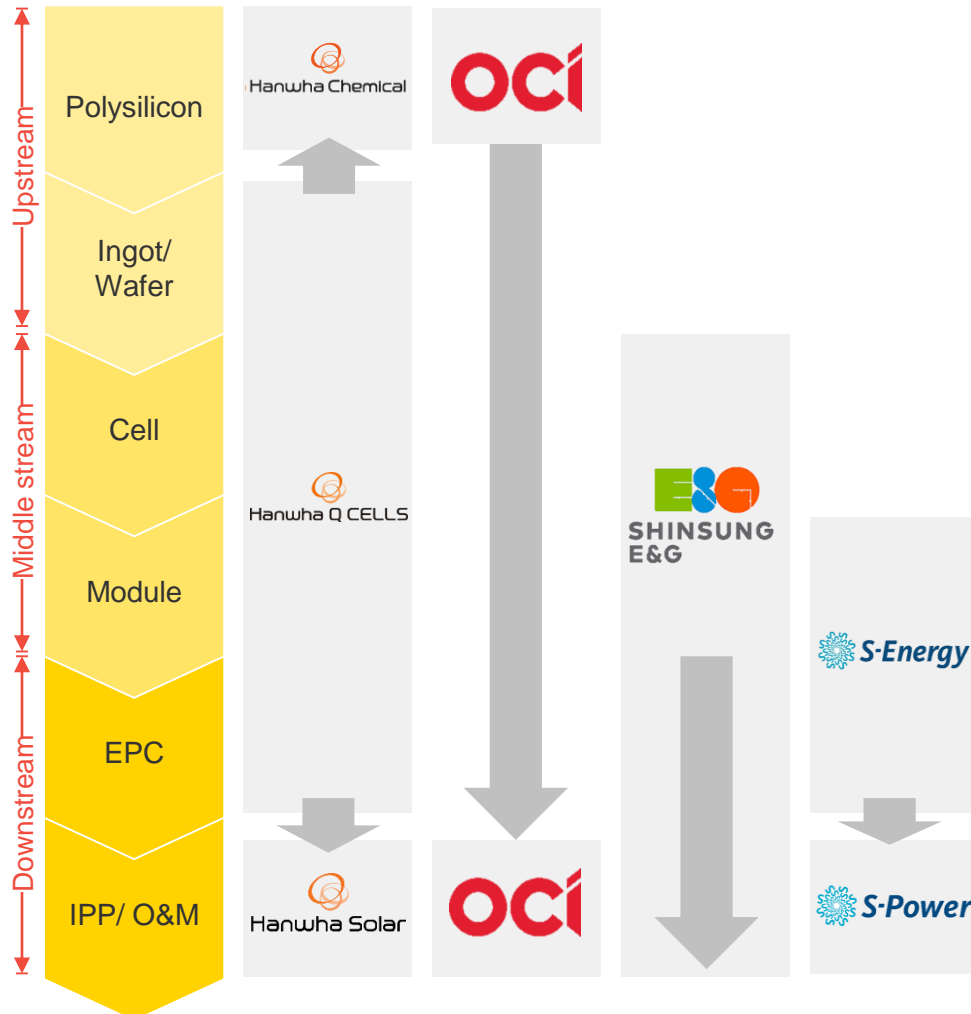 Upstream
Middle stream
Downstream
Polysilicon
Ingot/
Wafer
Cell
Module
EPC
IPP/ O&M
Hanwha Chemical
Hanwha Q CELLS
Hanwha Solar
OCI
OCI
E&G
SHINSUNG
E&G
S-Energy
S-Power